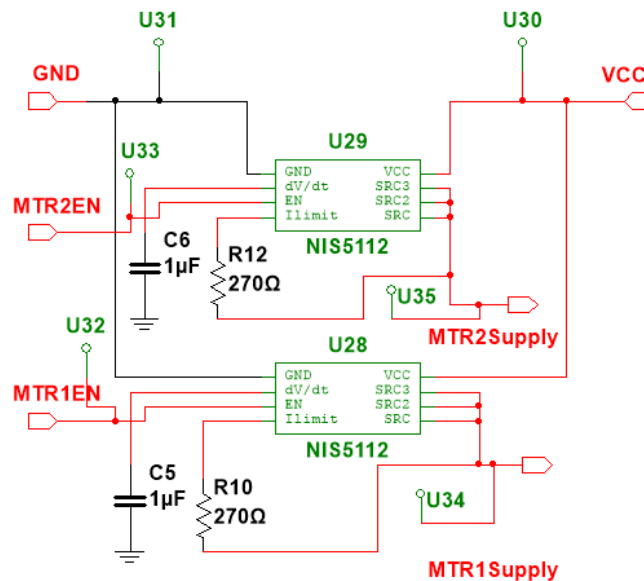 U31
U30
GND
VCC
U29
U33
GND
VCC
dV/dt
SRC3
EN
SRC2
Ilimit
SRC
MTR2EN
NIS5112
C6
1µF
R12
270Ω
U35
MTR2Supply
U32
U28
GND
VCC
dV/dt
SRC3
EN
SRC2
Ilimit
SRC
MTR1EN
NIS5112
C5
1µF
R10
270Ω
U34
MTR1Supply